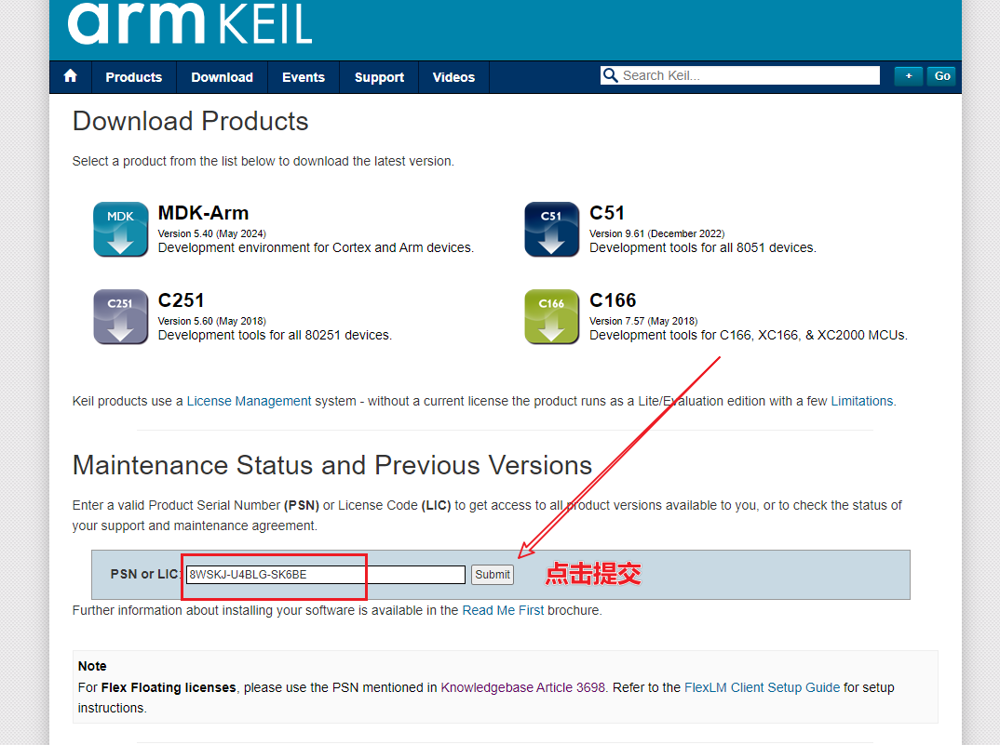 arm KEIL
Products Download Events Support Videos Search Keil... + Go
Download Products
Select a product from the list below to download the latest version.
MDK
MDK-Arm
Version 5.40 (May 2024)
Development environment for Cortex and Arm devices.
C51
C51
Version 9.61 (December 2022)
Development tools for all 8051 devices.
C251
C251
Version 5.60 (May 2018)
Development tools for all 80251 devices.
C166
C166
Version 7.57 (May 2018)
Development tools for C166, XC166, & XC2000 MCUs.
Keil products use a License Management system - without a current license the product runs as a Lite/Evaluation edition with a few Limitations.
Maintenance Status and Previous Versions
Enter a valid Product Serial Number (PSN) or License Code (LIC) to get access to all product versions available to you, or to check the status of
your support and maintenance agreement.
PSN or LIC: 8WSKJ-U4BLG-SK6BE Submit 点击提交
Further information about installing your software is available in the Read Me First brochure.
Note
For Flex Floating licenses, please use the PSN mentioned in Knowledgebase Article 3698. Refer to the FlexLM Client Setup Guide for setup
instructions.